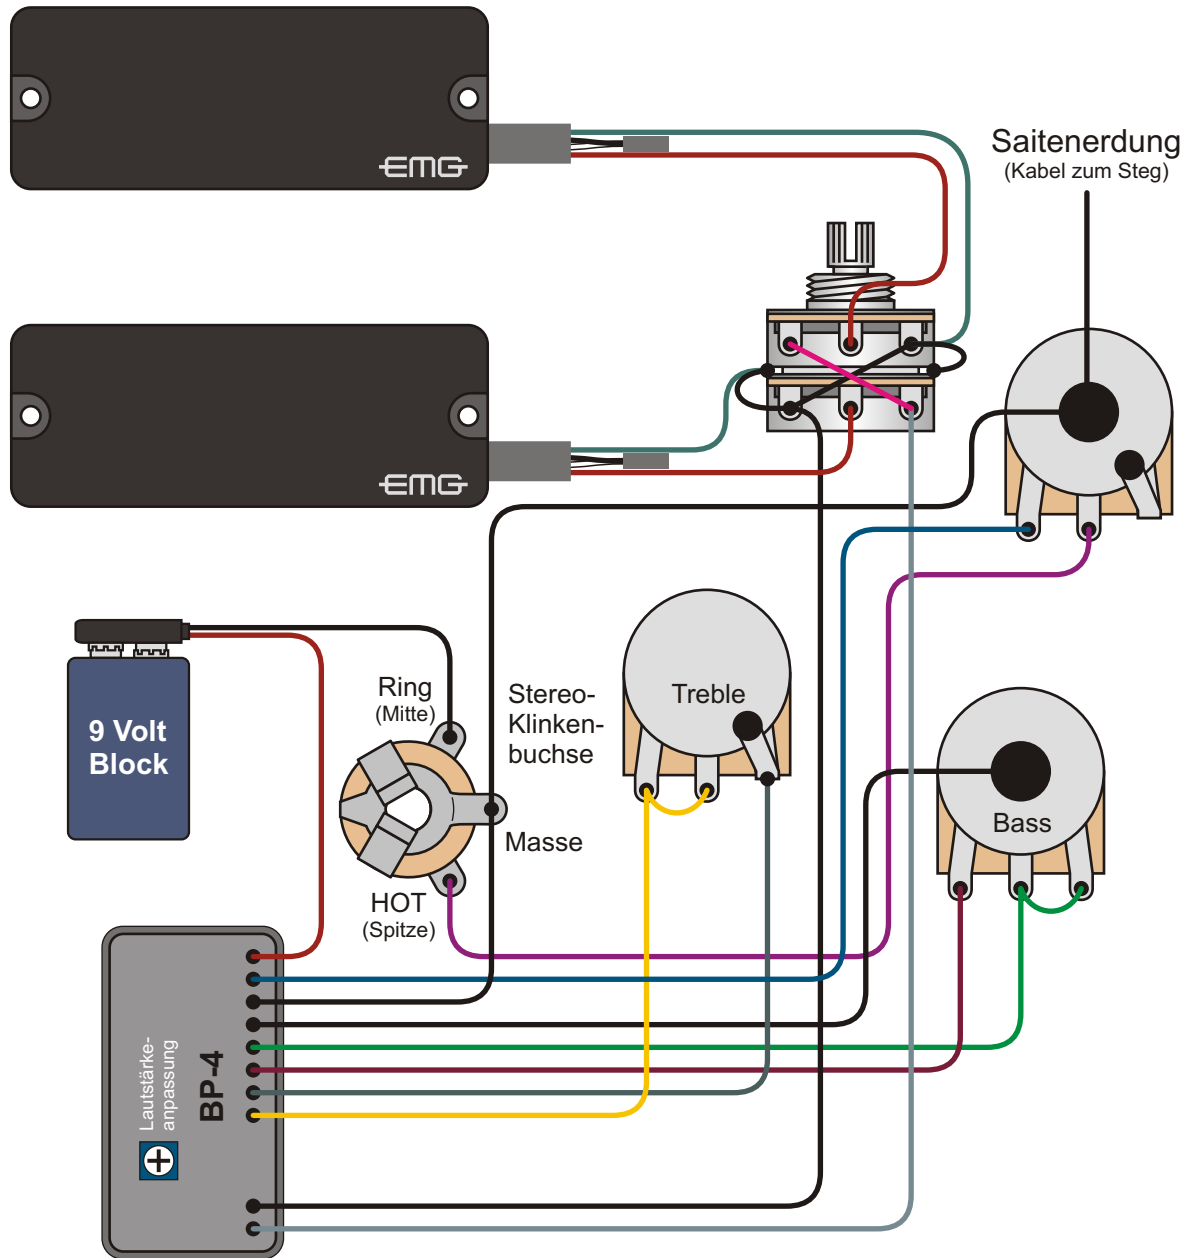 EMG
Saitenerdung
(Kabel zum Steg)
EMG
9 Volt
Block
Ring
(Mitte)
Stereo-
Klinken-
buchse
Treble
Masse
HOT
(Spitze)
Bass
Lautstärke-
anpassung
BP-4